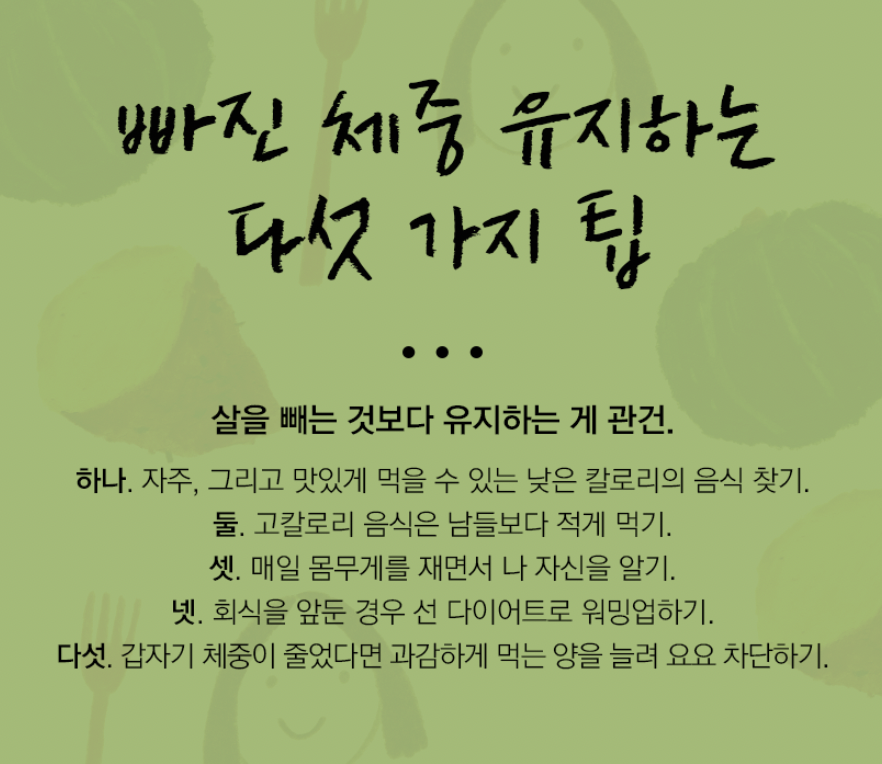 빠진 체중 유지하는
다섯 가지 팁
• • •
살을 빼는 것보다 유지하는 게 관건.
하나. 자주, 그리고 맛있게 먹을 수 있는 낮은 칼로리의 음식 찾기.
둘. 고칼로리 음식은 남들보다 적게 먹기.
셋. 매일 몸무게를 재면서 나 자신을 알기.
넷. 회식을 앞둔 경우 선 다이어트로 워밍업하기.
다섯. 갑자기 체중이 줄었다면 과감하게 먹는 양을 늘려 요요 차단하기.